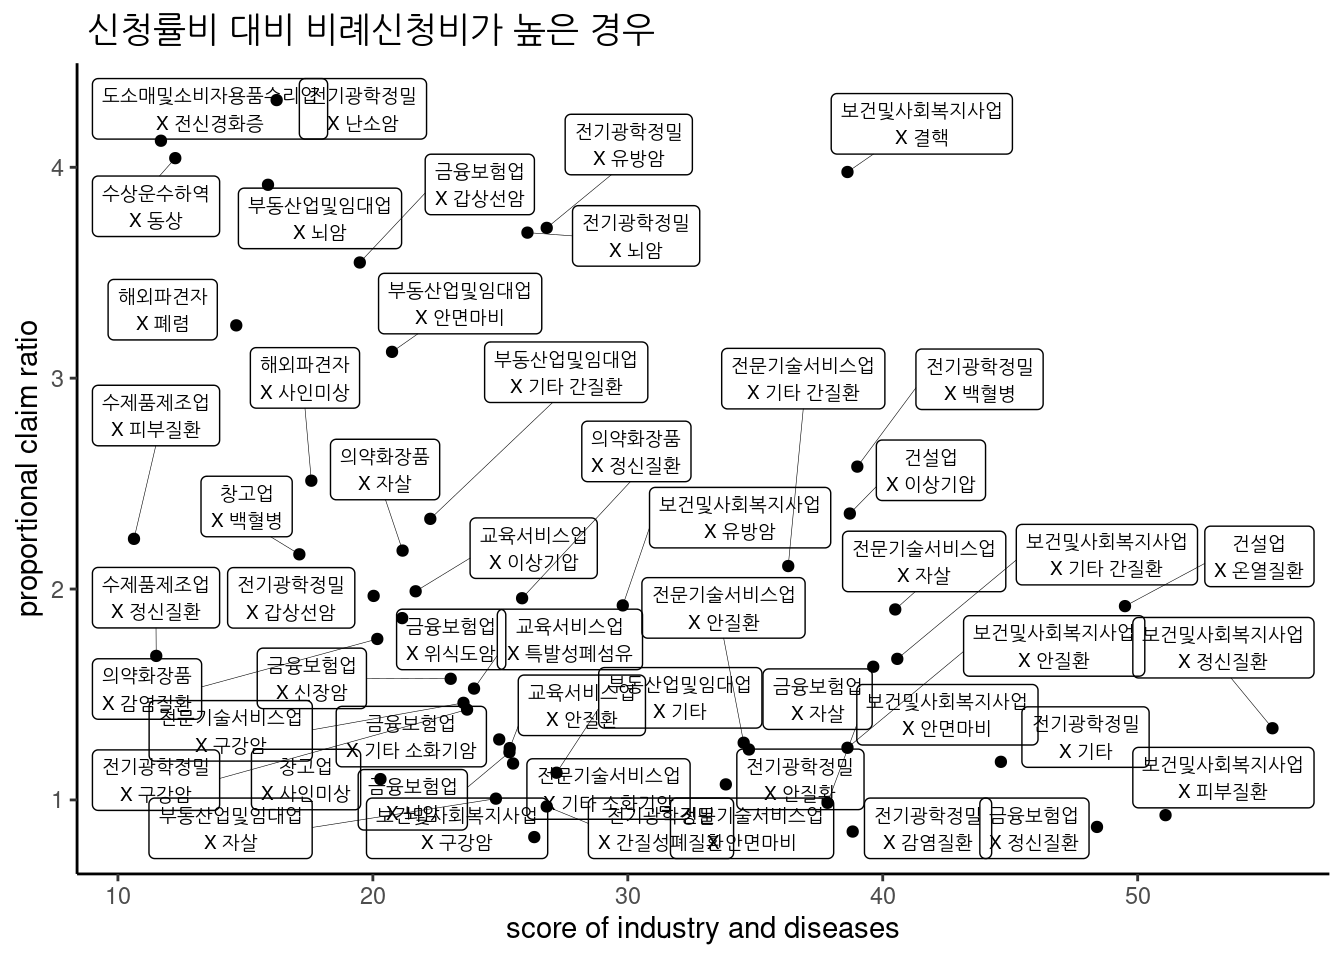 신청률비 대비 비례신청비가 높은 경우
도소매및소비자용품수리업
X 전신경화증
전기광학정밀
X 난소암
보건및사회복지사업
X 결핵
전기광학정밀
X 유방암
금융보험업
X 갑상선암
수상운수하역
X 동상
부동산업및임대업
X 뇌암
전기광학정밀
X 뇌암
해외파견자
X 폐렴
부동산업및임대업
X 안면마비
해외파견자
X 사인미상
부동산업및임대업
X 기타 간질환
전문기술서비스업
X 기타 간질환
전기광학정밀
X 백혈병
수제품제조업
X 피부질환
의약화장품
X 정신질환
의약화장품
X 자살
건설업
X 이상기압
창고업
X 백혈병
보건및사회복지사업
X 유방암
교육서비스업
X 이상기압
전문기술서비스업
X 자살
보건및사회복지사업
X 기타 간질환
건설업
X 온열질환
수제품제조업
X 정신질환
전기광학정밀
X 갑상선암
전문기술서비스업
X 안질환
금융보험업
X 위식도암
교육서비스업
X 특발성폐섬유
보건및사회복지사업
X 안질환
보건및사회복지사업
X 정신질환
의약화장품
X 감염질환
금융보험업
X 신장암
교육서비스업
X 안질환
부동산업및임대업
X 기타
금융보험업
X 자살
보건및사회복지사업
X 안면마비
전문기술서비스업
X 구강암
금융보험업
X 기타 소화기암
전기광학정밀
X 기타
전기광학정밀
X 구강암
창고업
X 사인미상
금융보험업
전문기술서비스업
X 기타 소화기암
전기광학정밀
X 안질환
보건및사회복지사업
X 피부질환
부동산업및임대업
X 자살
보건및사회복지사업
X 구강암
전기광학정밀
X 간질성폐질환
전문기술서비스업
X 안면마비
전기광학정밀
X 감염질환
금융보험업
X 정신질환
4
3
2
1
10
20
30
40
50
proportional claim ratio
score of industry and diseases